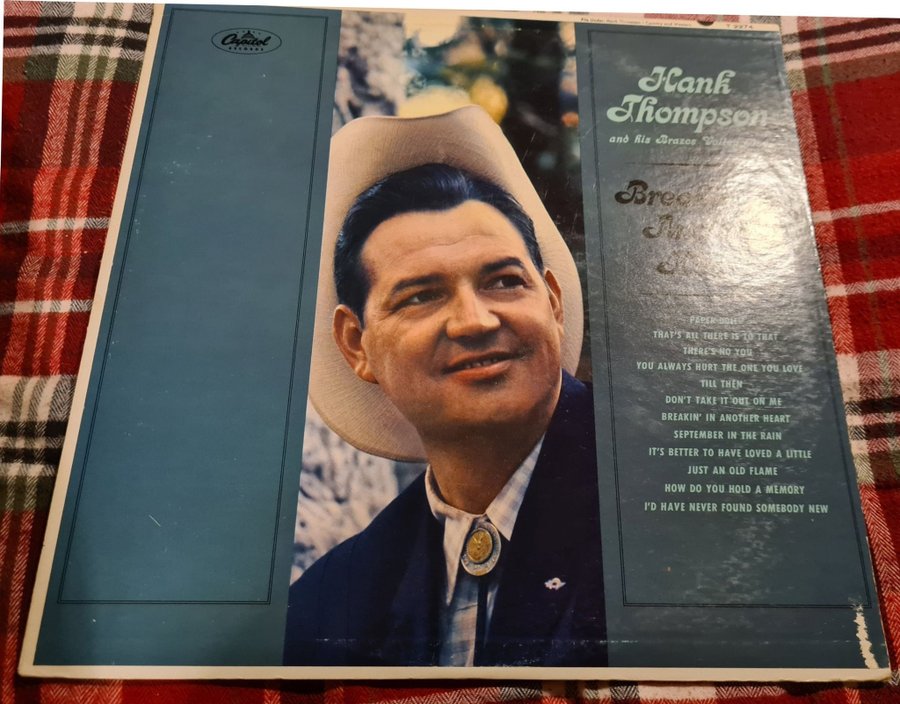 Capitol
RECORDS
T 2274
Hank
Thompson
and his Brazos
PAPER DOLL
THAT'S ALL THERE IS TO THAT
THERE'S NO YOU
YOU ALWAYS HURT THE ONE YOU LOVE
TILL THEN
DON'T TAKE IT OUT ON ME
BREAKIN' IN ANOTHER HEART
SEPTEMBER IN THE RAIN
IT'S BETTER TO HAVE LOVED A LITTLE
JUST AN OLD FLAME
HOW DO YOU HOLD A MEMORY
I'D HAVE NEVER FOUND SOMEBODY NEW